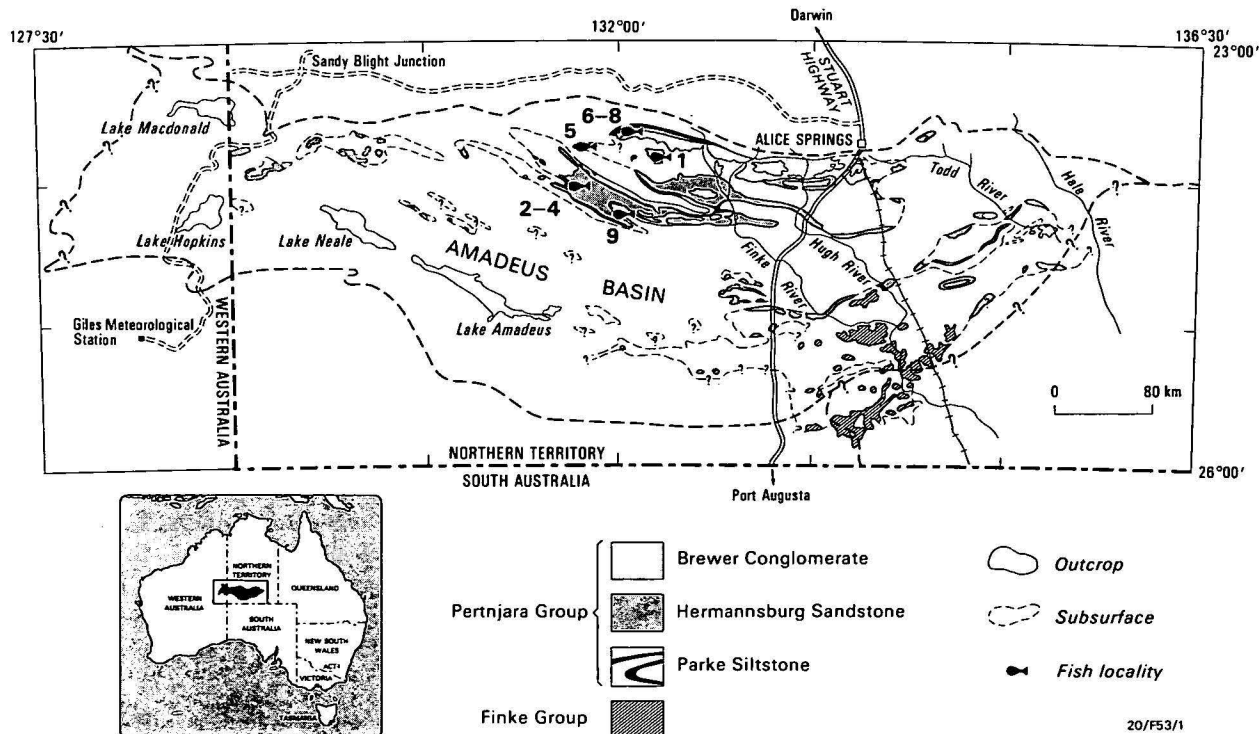 127°30′
132°00′
Darwin
136°30′
23°00′
Sandy Blight Junction
STUART
HIGHWAY
Lake Macdonald
6–8
5
1
ALICE SPRINGS
Todd
River
Hale
River
2–4
9
Lake Hopkins
Lake Neale
AMADEUS
BASIN
Finke
River
Hugh River
Lake Amadeus
Giles Meteorological
Station
WESTERN AUSTRALIA
0 80 km
NORTHERN TERRITORY
SOUTH AUSTRALIA
26°00′
Port Augusta
? ? ? ? ? ? ? ? ?
NORTHERN
TERRITORY
WESTERN
AUSTRALIA
QUEENSLAND
SOUTH
AUSTRALIA
NEW SOUTH
WALES
ACT
VICTORIA
TASMANIA
Pertnjara Group
Brewer Conglomerate
Hermannsburg Sandstone
Parke Siltstone
Finke Group
Outcrop
Subsurface
Fish locality
20/F53/1